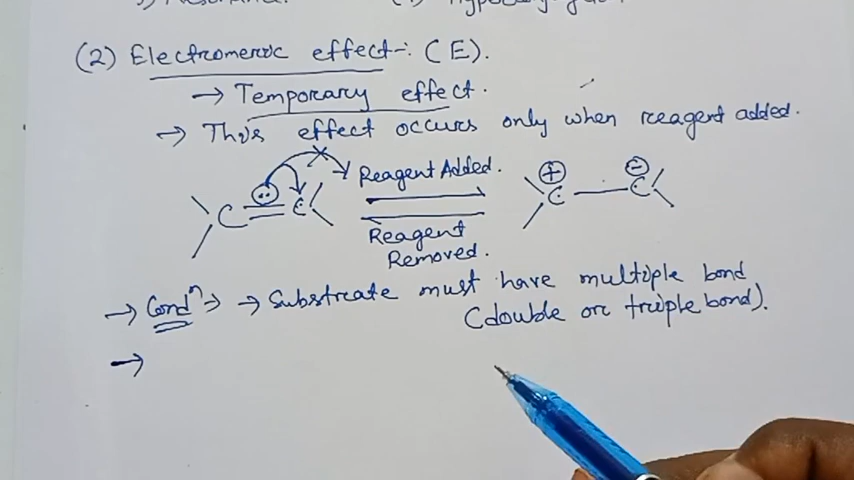 (2) Electromeric effect :- (E).
→ Temporary effect.
→ This effect occurs only when reagent added.
C = C Reagent Added. C — C
Reagent
Removed.
→ Condⁿ ⇒ → Substreate must have multiple bond
(double or triple bond).
→